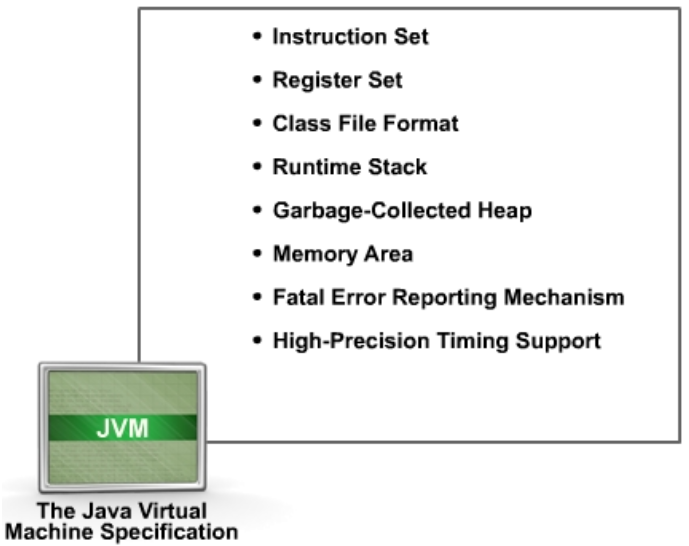 • Instruction Set
• Register Set
• Class File Format
• Runtime Stack
• Garbage-Collected Heap
• Memory Area
• Fatal Error Reporting Mechanism
• High-Precision Timing Support
JVM
The Java Virtual
Machine Specification